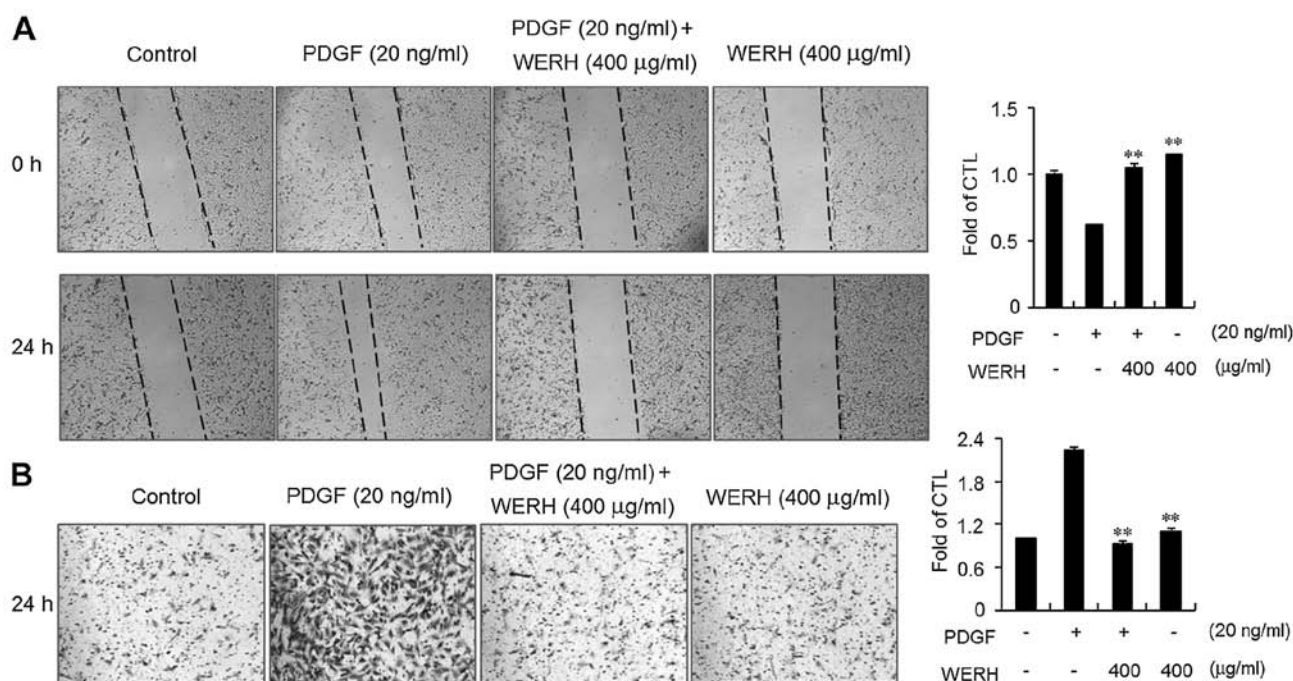 A
Control
PDGF (20 ng/ml)
PDGF (20 ng/ml) +
WERH (400 µg/ml)
WERH (400 µg/ml)
0 h
24 h
Fold of CTL
1.5
1.0
0.5
0
** **
PDGF - + + - (20 ng/ml)
WERH - - 400 400 (µg/ml)
B
Control
PDGF (20 ng/ml)
PDGF (20 ng/ml) +
WERH (400 µg/ml)
WERH (400 µg/ml)
24 h
Fold of CTL
2.4
1.8
1.2
0.6
0
** **
PDGF - + + - (20 ng/ml)
WERH - - 400 400 (µg/ml)